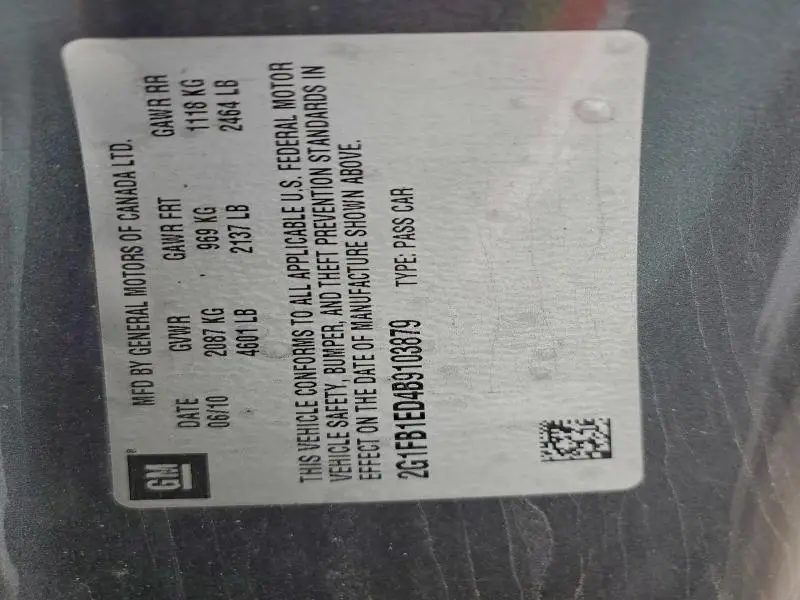 GM®
MFD BY GENERAL MOTORS OF CANADA LTD.
DATE GVWR GAWR FRT GAWR RR
06/10 2087 KG 969 KG 1118 KG
4601 LB 2137 LB 2464 LB
THIS VEHICLE CONFORMS TO ALL APPLICABLE U.S. FEDERAL MOTOR
VEHICLE SAFETY, BUMPER, AND THEFT PREVENTION STANDARDS IN
EFFECT ON THE DATE OF MANUFACTURE SHOWN ABOVE.
2G1FB1ED4B9103879 TYPE: PASS CAR